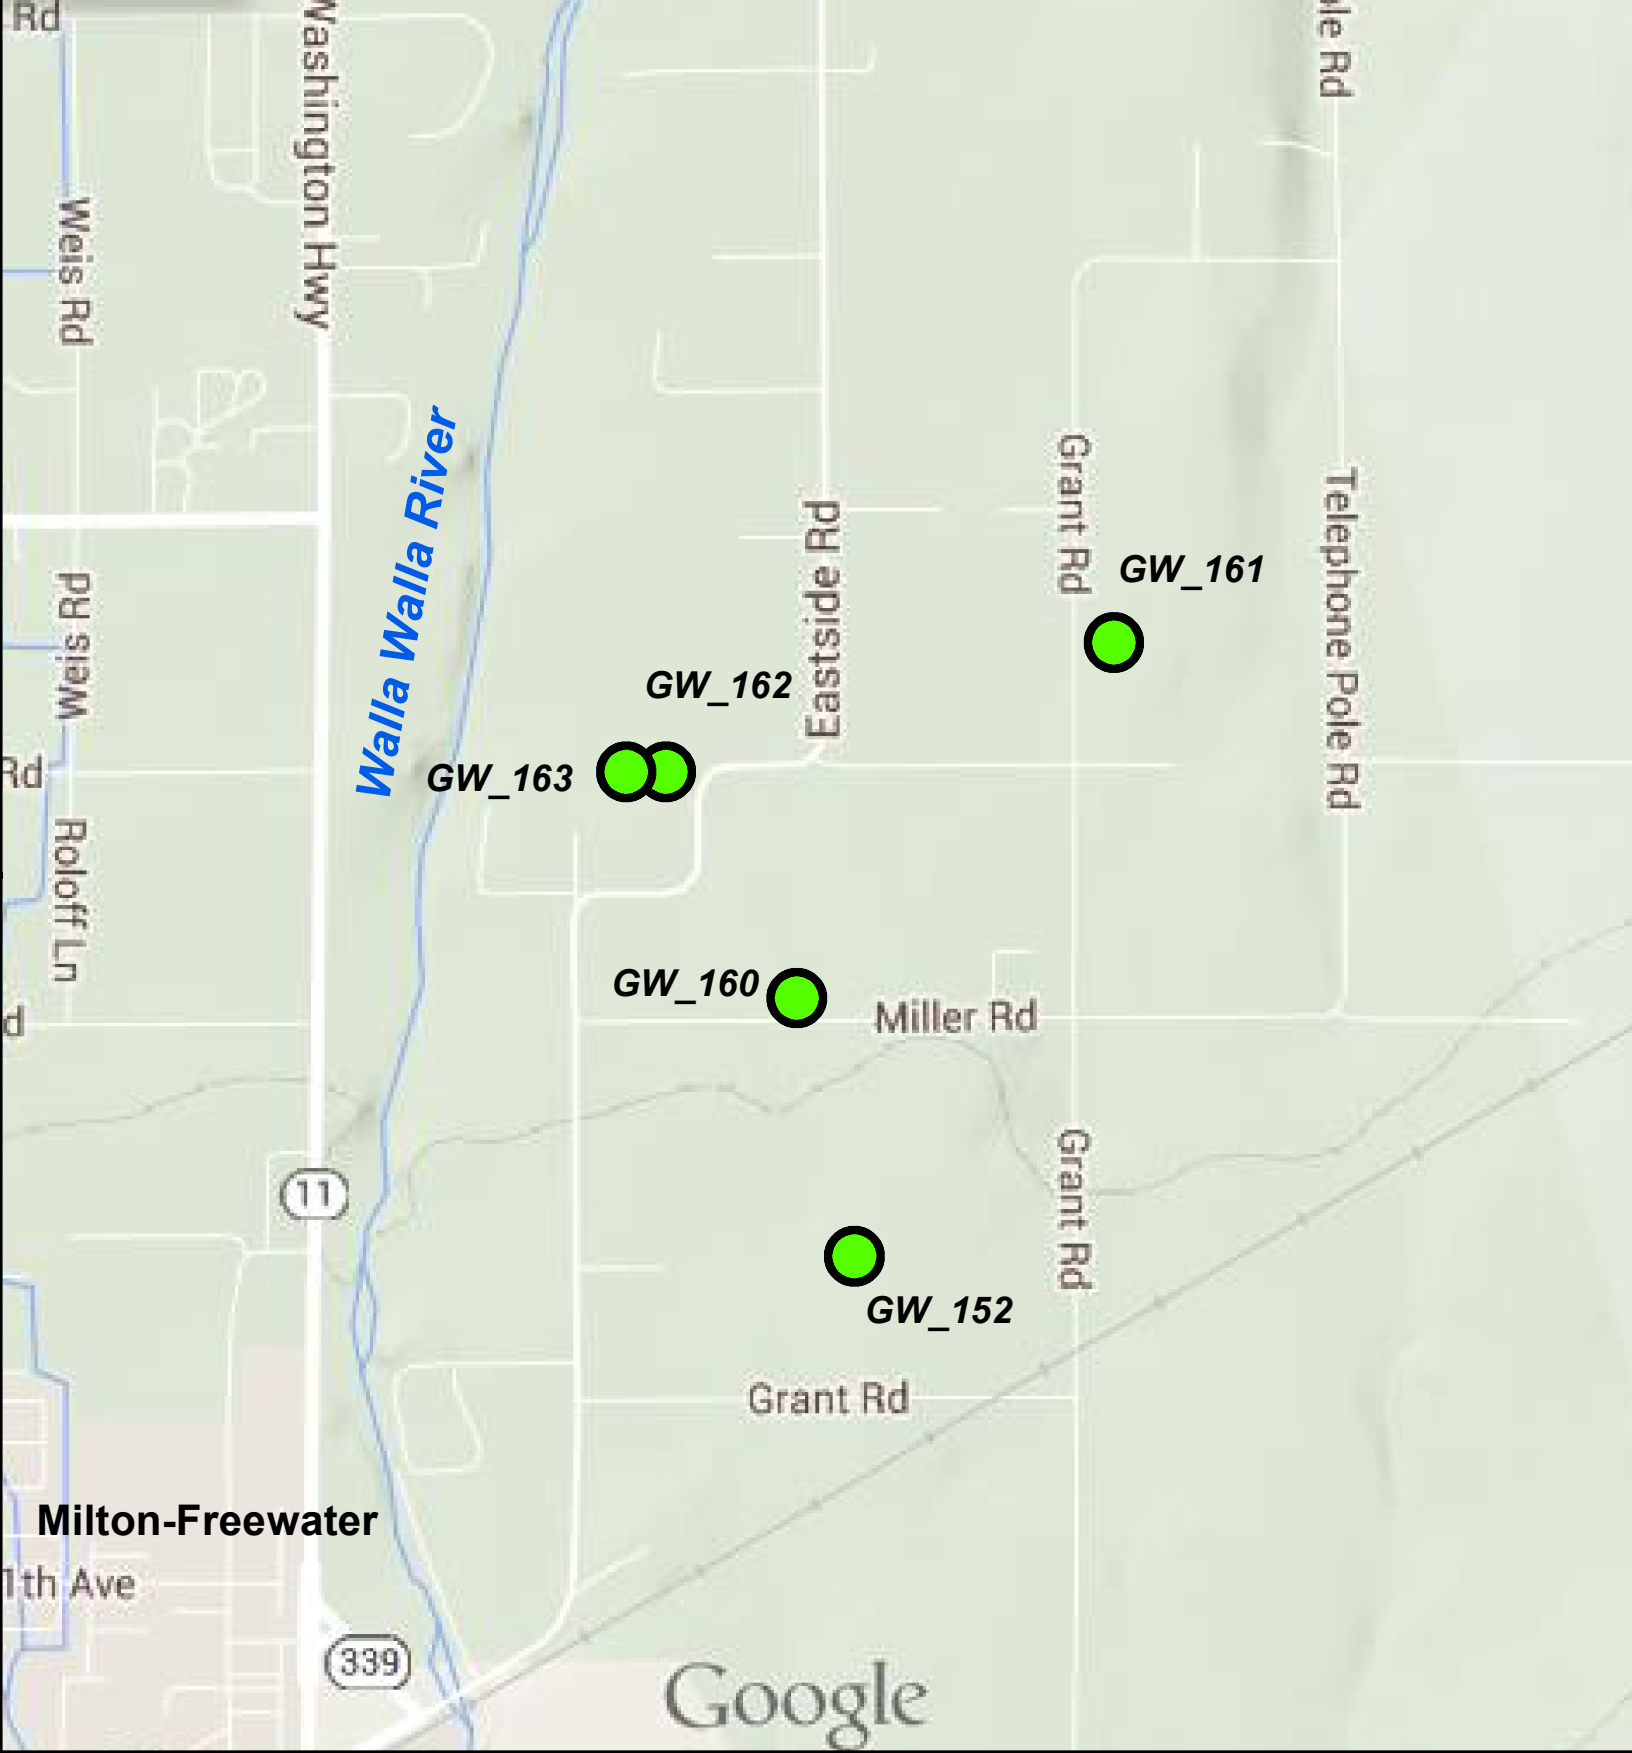 Rd
Washington Hwy
ole Rd
Weis Rd
Walla Walla River
Grant Rd
Telephone Pole Rd
Eastside Rd
GW_161
Weis Rd
GW_162
Rd
GW_163
Roloff Ln
GW_160
Miller Rd
d
Grant Rd
11
GW_152
Grant Rd
Milton-Freewater
1th Ave
339
Google